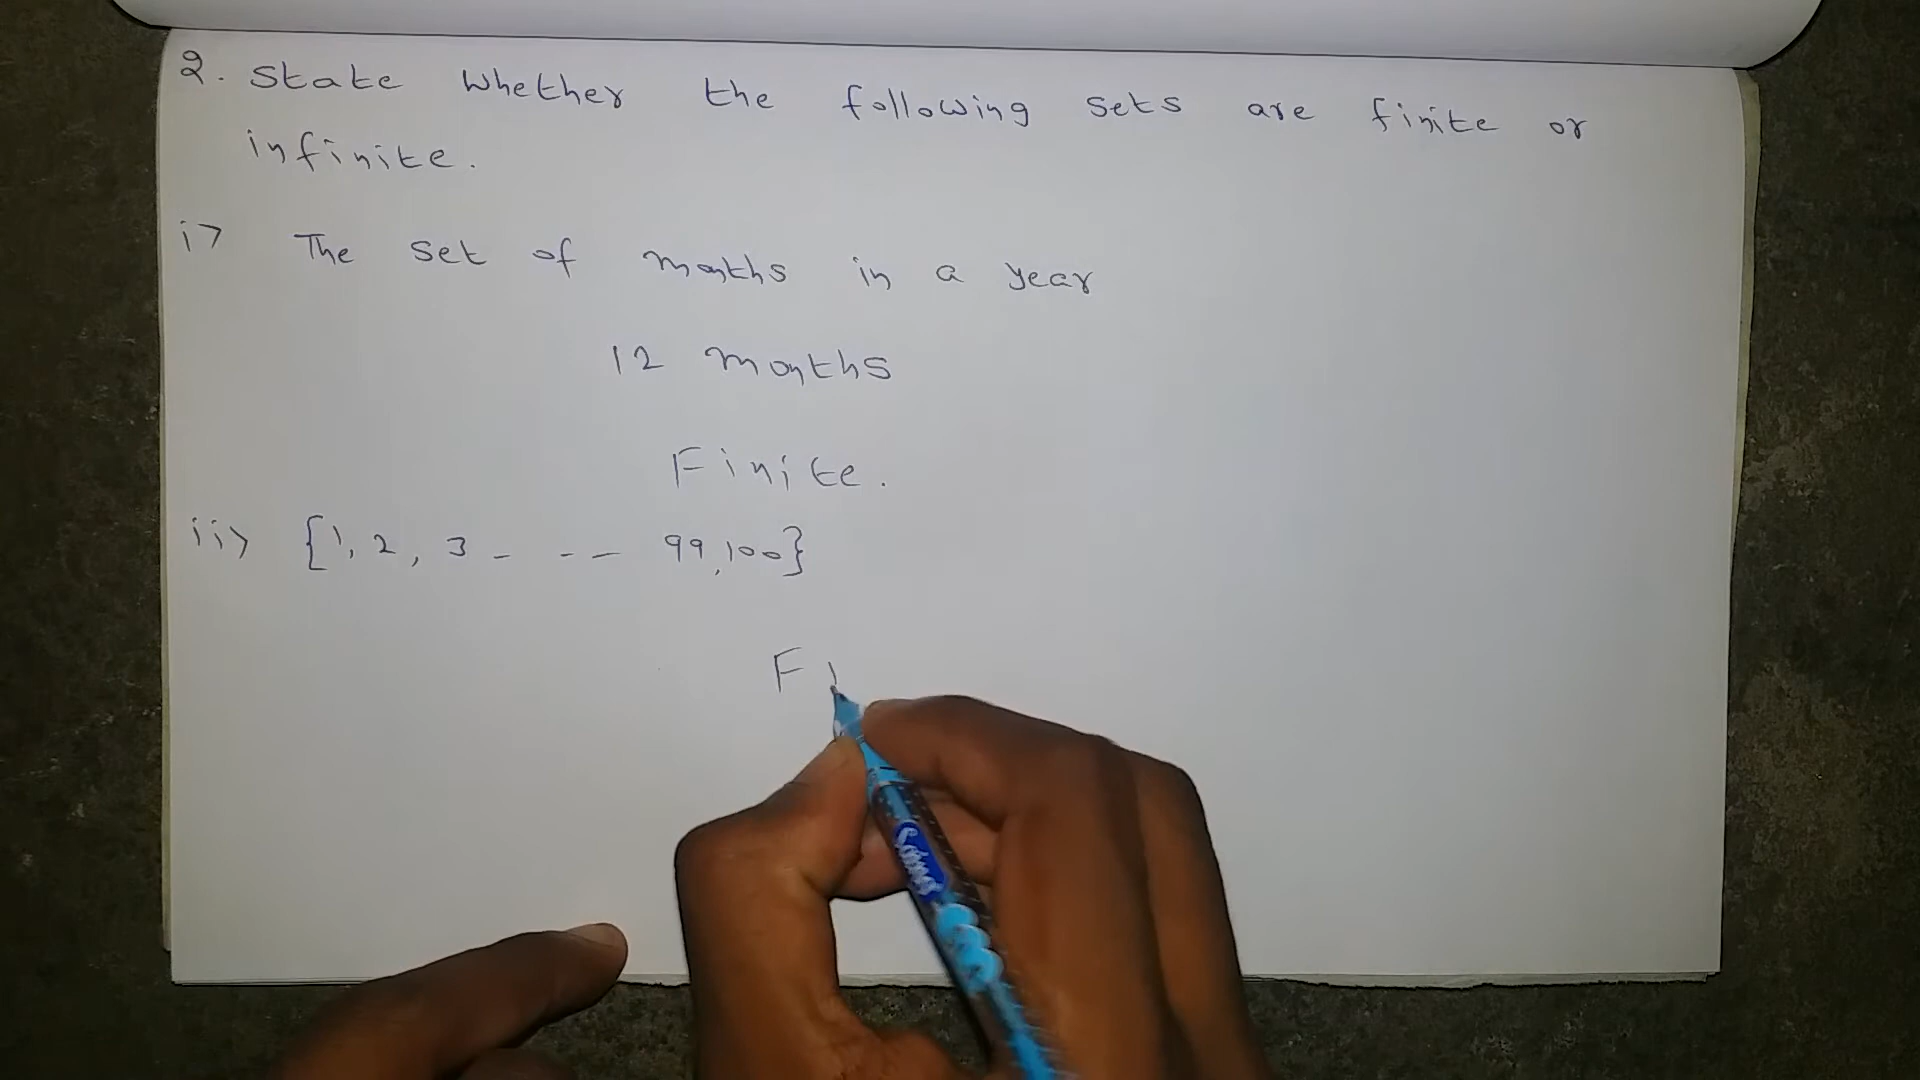 2. State whether the following sets are finite or
infinite.
i> The set of months in a year
12 months
Finite.
ii> {1, 2, 3 - - - 99,100}
Fi